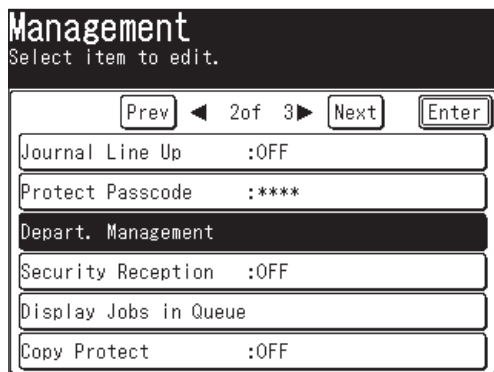 Management
Select item to edit.
Prev ◀ 2of 3▶ Next Enter
Journal Line Up :OFF
Protect Passcode :****
Depart. Management
Security Reception :OFF
Display Jobs in Queue
Copy Protect :OFF